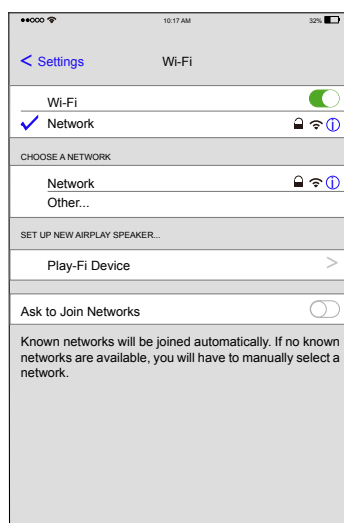 10:17 AM
32%
< Settings
Wi-Fi
Wi-Fi
Network
CHOOSE A NETWORK
Network
Other...
SET UP NEW AIRPLAY SPEAKER...
Play-Fi Device >
Ask to Join Networks
Known networks will be joined automatically. If no known
networks are available, you will have to manually select a
network.